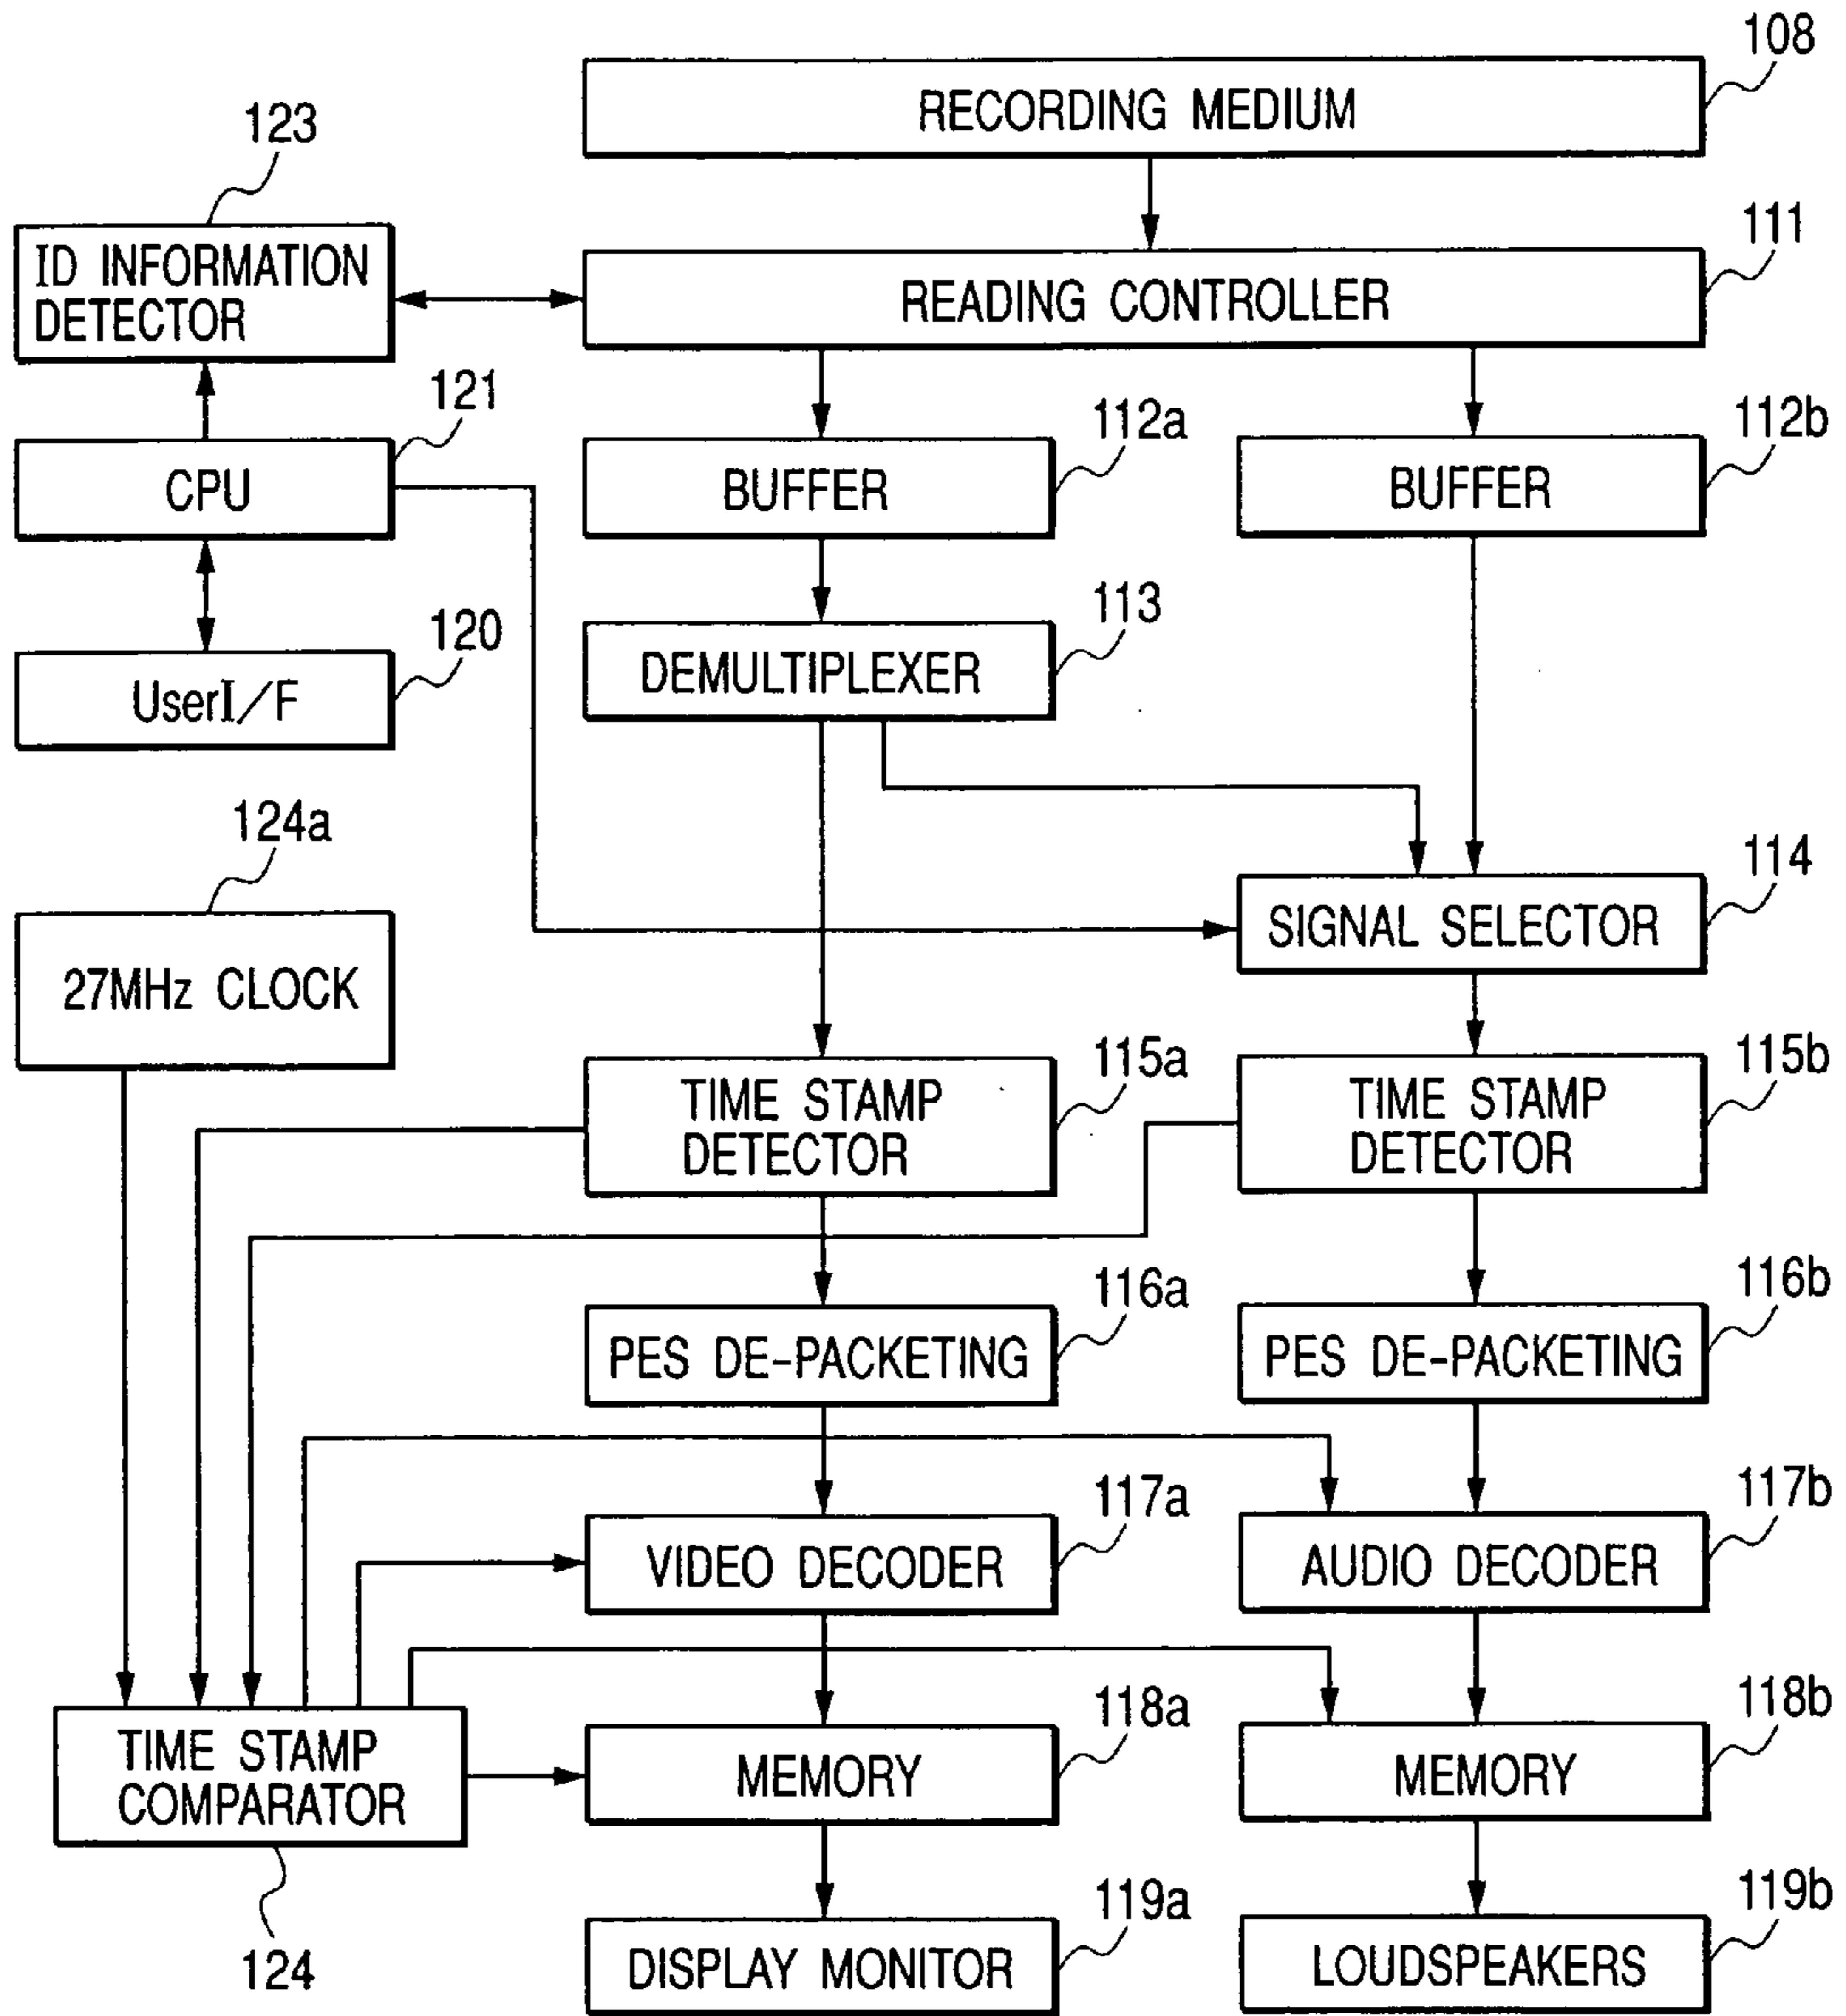 108
RECORDING MEDIUM
123
111
ID INFORMATION
DETECTOR
READING CONTROLLER
121
112a
112b
CPU
BUFFER
BUFFER
120
113
UserI/F
DEMULTIPLEXER
124a
114
SIGNAL SELECTOR
27MHz CLOCK
115a
115b
TIME STAMP
DETECTOR
TIME STAMP
DETECTOR
116a
116b
PES DE-PACKETING
PES DE-PACKETING
117a
117b
VIDEO DECODER
AUDIO DECODER
118a
118b
TIME STAMP
COMPARATOR
MEMORY
MEMORY
119a
119b
124
DISPLAY MONITOR
LOUDSPEAKERS